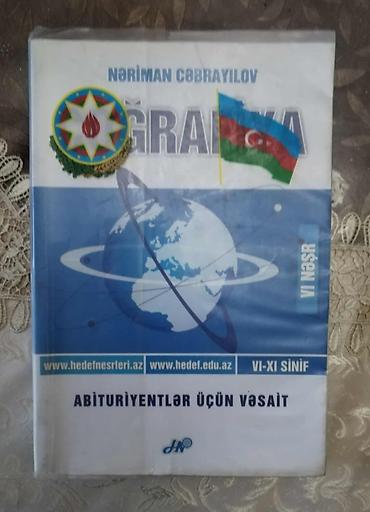 NƏRİMAN CƏBRAYILOV
VI NƏŞR
www.hedefnesrleri.az
www.hedef.edu.az
VI-XI SİNİF
ABİTURİYENTLƏR ÜÇÜN VƏSAİT